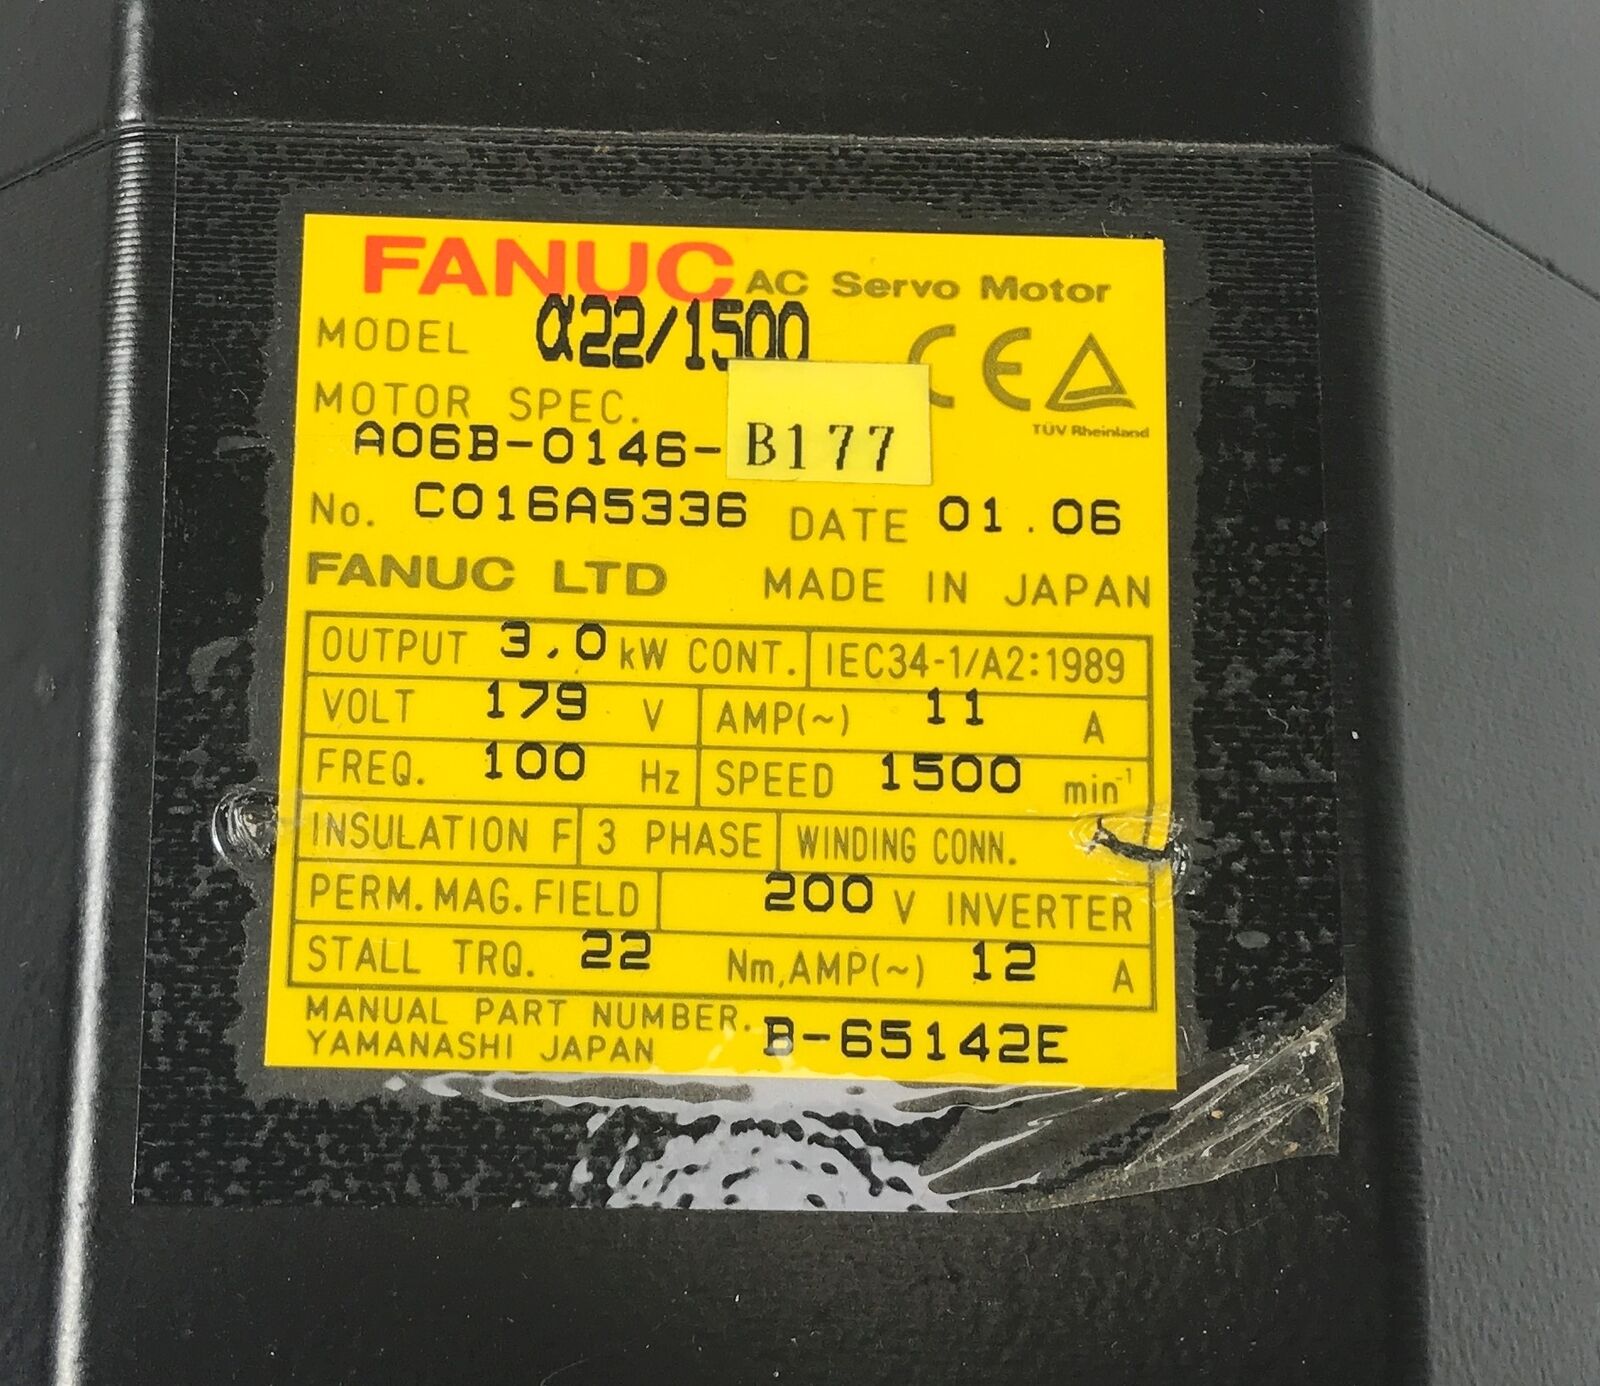 FANUC AC Servo Motor
MODEL α22/1500
CE
TÜV Rheinland
MOTOR SPEC.
A06B-0146-B177
No. C016A5336 DATE 01.06
FANUC LTD MADE IN JAPAN
OUTPUT 3.0 kW CONT. IEC34-1/A2:1989
VOLT 179 V AMP(~) 11 A
FREQ. 100 Hz SPEED 1500 min⁻¹
INSULATION F 3 PHASE WINDING CONN.
PERM.MAG.FIELD 200 V INVERTER
STALL TRQ. 22 Nm,AMP(~) 12 A
MANUAL PART NUMBER. B-65142E
YAMANASHI JAPAN